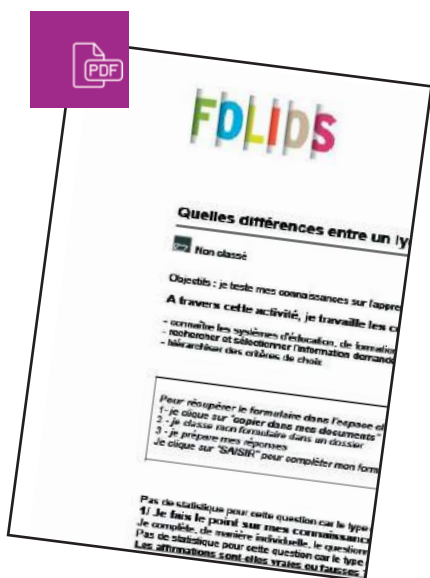 PDF
FOLIOS
Quelles différences entre un ly
Non classé
Objectifs : je teste mes connaissances sur l'appre
A travers cette activité, je travaille les c
- connaître les systèmes d'éducation, de formation
- rechercher et sélectionner l'information demandé
- hiérarchiser des critères de choix
Pour récupérer le formulaire dans l'espace cl
1- je clique sur "copier dans mes documents"
2 - je classe mon formulaire dans un dossier
3 - je prépare mes réponses
Je clique sur "SAISIR" pour compléter mon form
Pas de statistique pour cette question car le type
1/ Je fais le point sur mes connaissanc
Je complète, de manière individuelle, le question
Pas de statistique pour cette question car le type
Les affirmations sont-elles vraies ou fausses